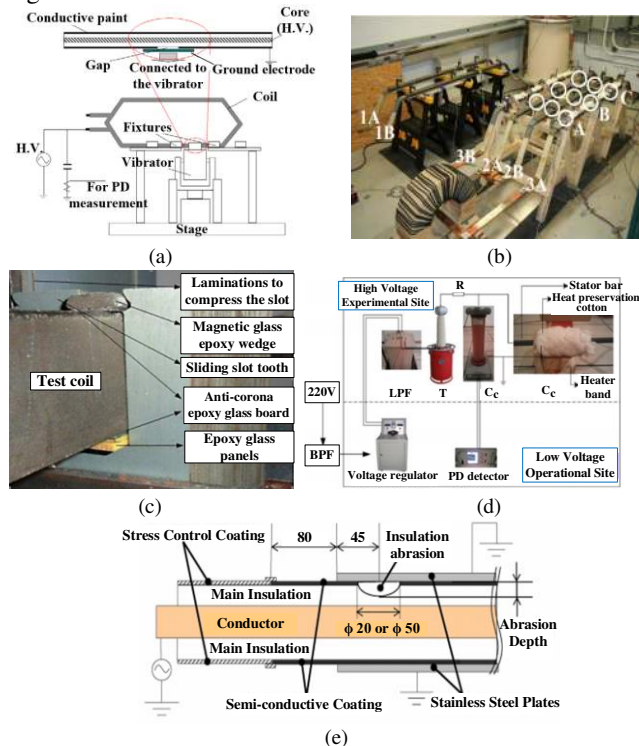 Conductive paint
Core
(H.V.)
Gap
Connected to
the vibrator
Ground electrode
Coil
Fixtures
H.V.
Vibrator
For PD
measurement
Stage
(a)
1A
1B
3B
2A
2B
3A
A
B
C
(b)
Laminations to
compress the slot
Magnetic glass
epoxy wedge
Sliding slot tooth
Test coil
Anti-corona
epoxy glass board
Epoxy glass
panels
(c)
High Voltage
Experimental Site
R
Stator bar
Heat preservation
cotton
LPF
T
Cc
Cc
Heater
band
220V
BPF
Voltage regulator
PD detector
Low Voltage
Operational Site
(d)
Stress Control Coating
80
45
Insulation
abrasion
Main Insulation
Conductor
ϕ 20 or ϕ 50
Abrasion
Depth
Main Insulation
Semi-conductive Coating
Stainless Steel Plates
(e)